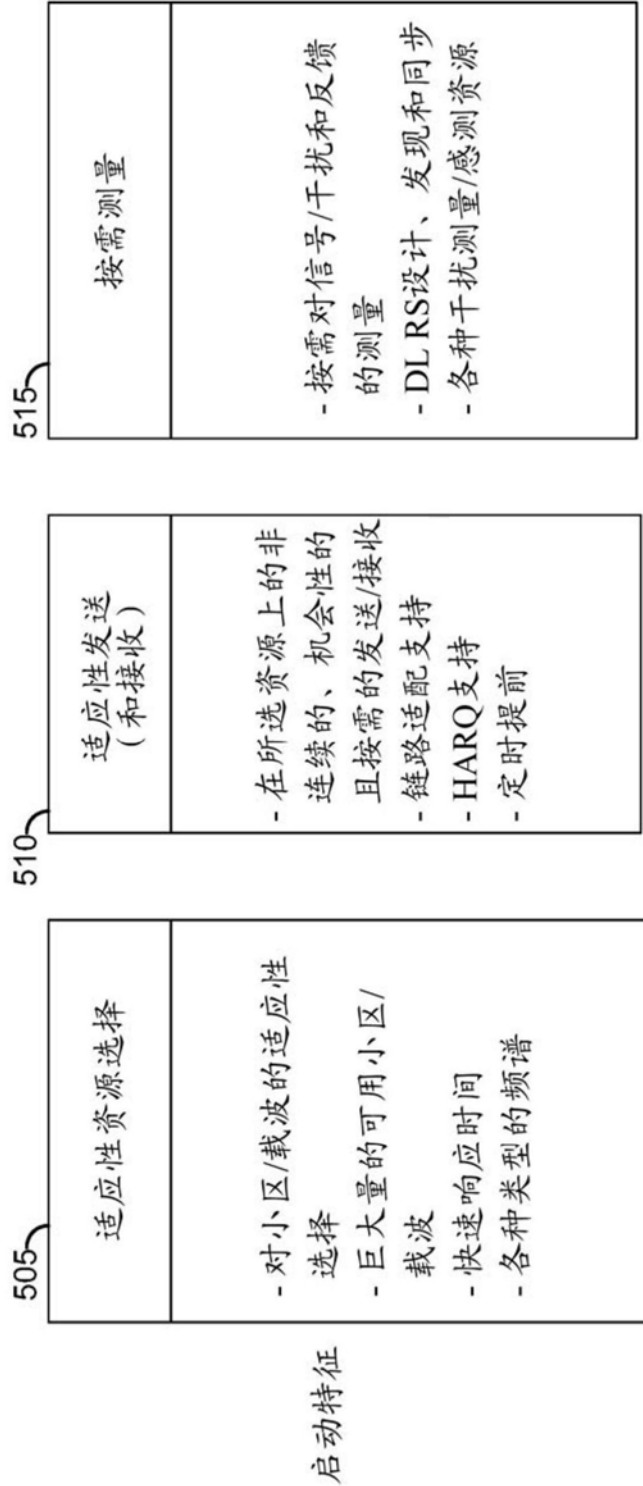 启动特征
505
适应性资源选择
- 对小区/载波的适应性
选择
- 巨大量的可用小区/
载波
- 快速响应时间
- 各种类型的频谱
510
适应性发送
(和接收)
- 在所选资源上的非
连续的、机会性的
且按需的发送/接收
- 链路适配支持
- HARQ支持
- 定时提前
515
按需测量
- 按需对信号/干扰和反馈
的测量
- DL RS设计、发现和同步
- 各种干扰测量/感测资源